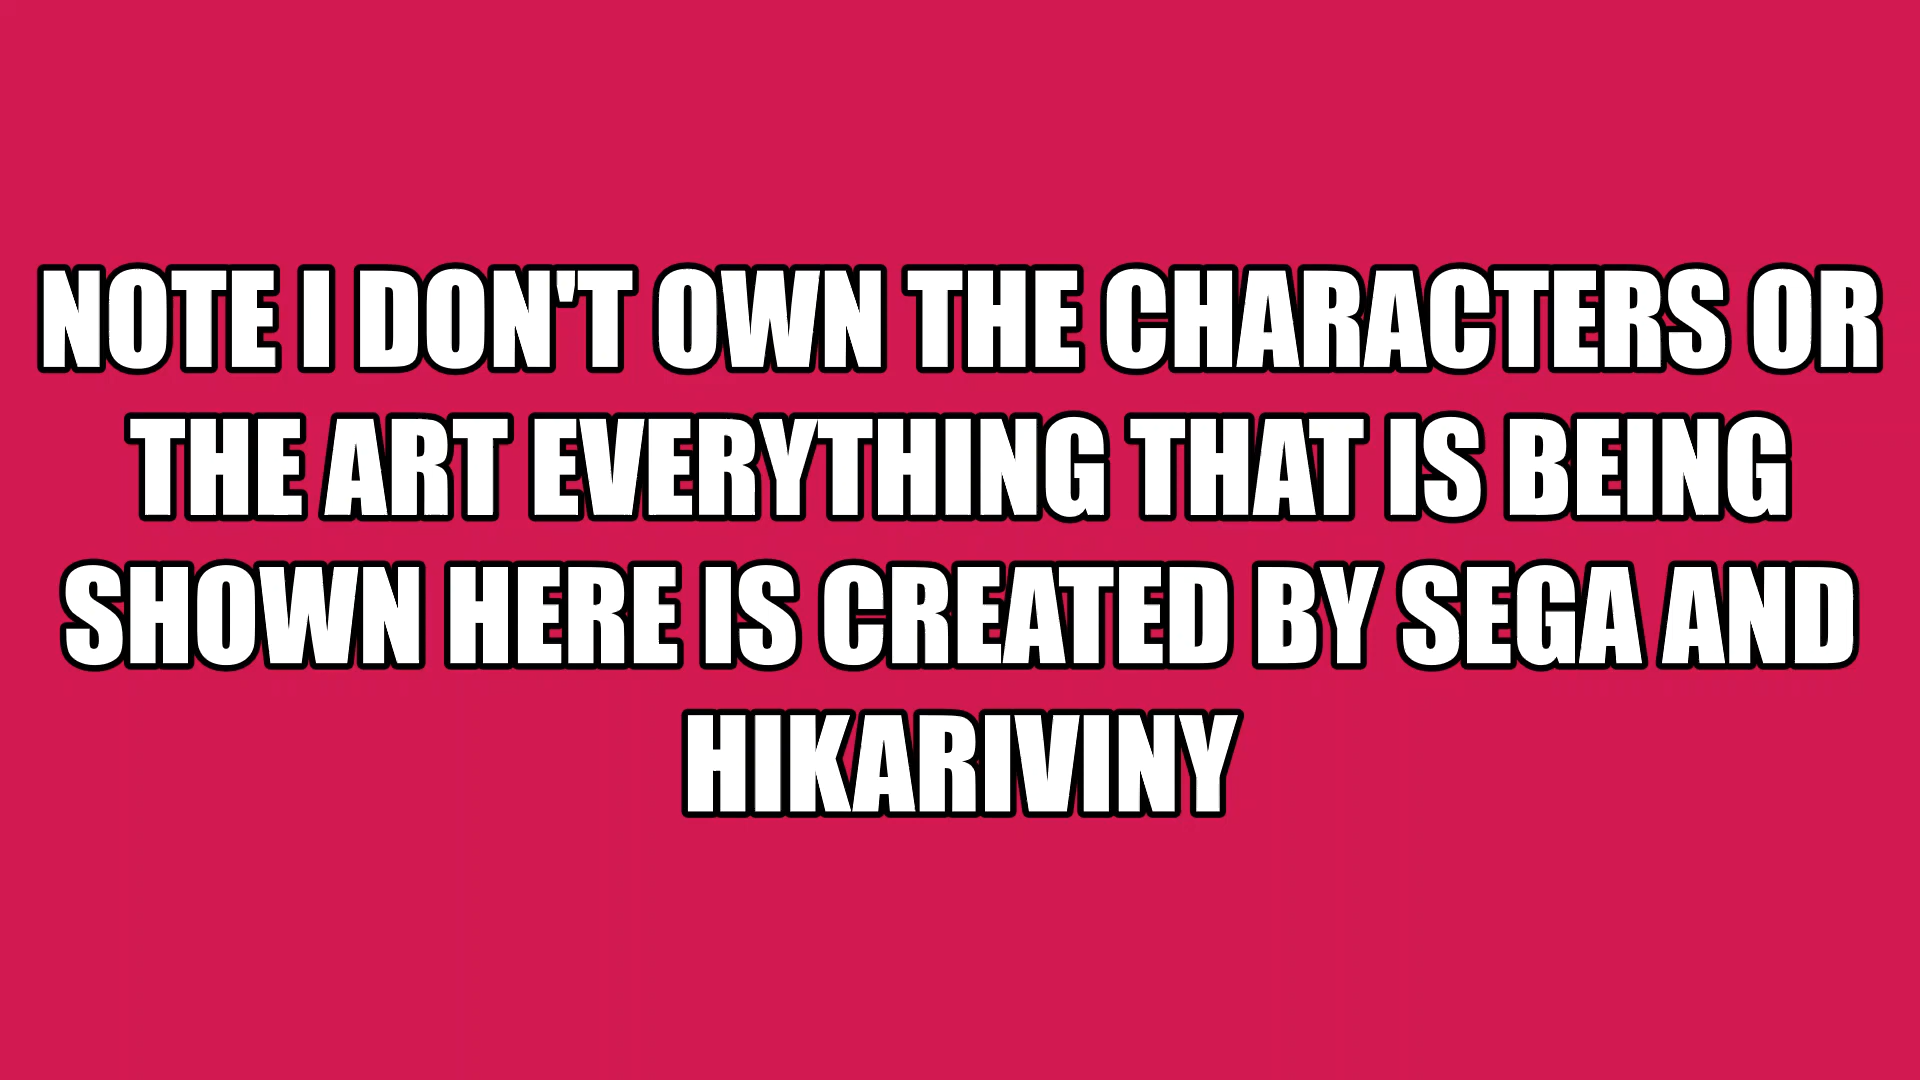 NOTE I DON'T OWN THE CHARACTERS OR
THE ART EVERYTHING THAT IS BEING
SHOWN HERE IS CREATED BY SEGA AND
HIKARIVINY